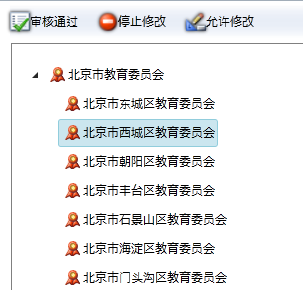 审核通过 停止修改 允许修改
北京市教育委员会
北京市东城区教育委员会
北京市西城区教育委员会
北京市朝阳区教育委员会
北京市丰台区教育委员会
北京市石景山区教育委员会
北京市海淀区教育委员会
北京市门头沟区教育委员会